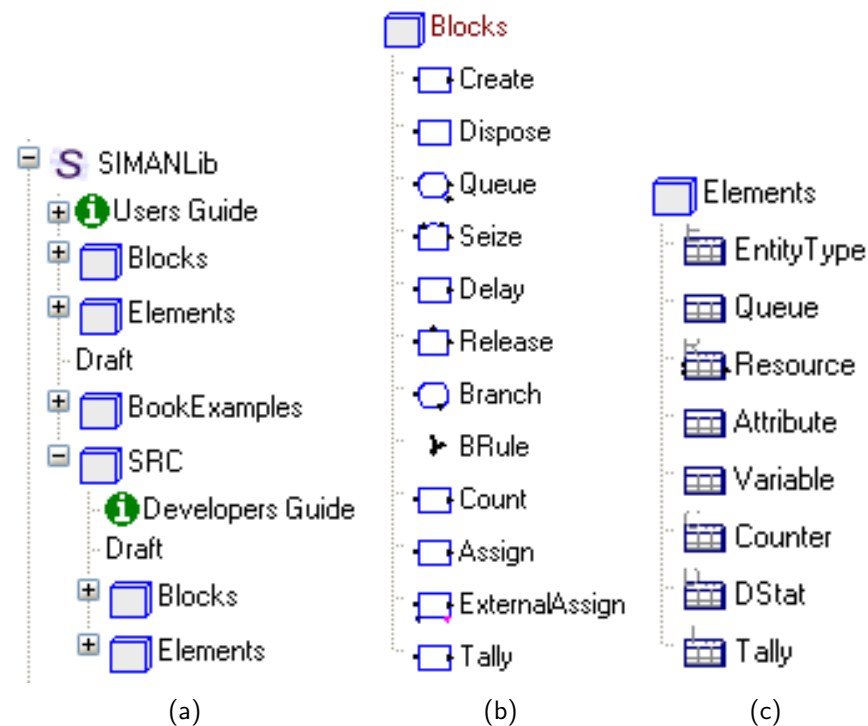 SIMANLib
Users Guide
Blocks
Elements
Draft
BookExamples
SRC
Developers Guide
Draft
Blocks
Elements
(a)
Blocks
Create
Dispose
Queue
Seize
Delay
Release
Branch
BRule
Count
Assign
ExternalAssign
Tally
(b)
Elements
EntityType
Queue
Resource
Attribute
Variable
Counter
DStat
Tally
(c)